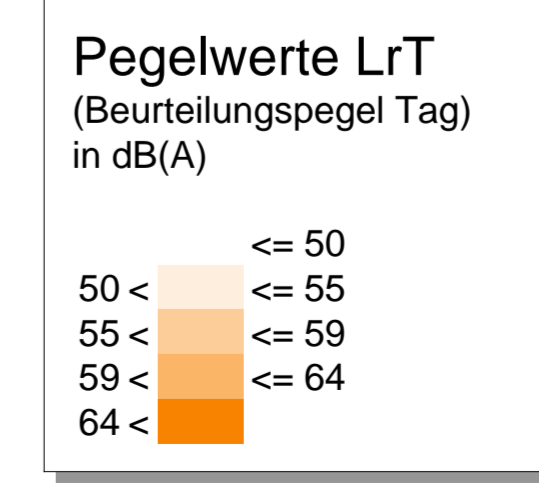 Pegelwerte LrT
(Beurteilungspegel Tag)
in dB(A)
<= 50
50 < <= 55
55 < <= 59
59 < <= 64
64 <